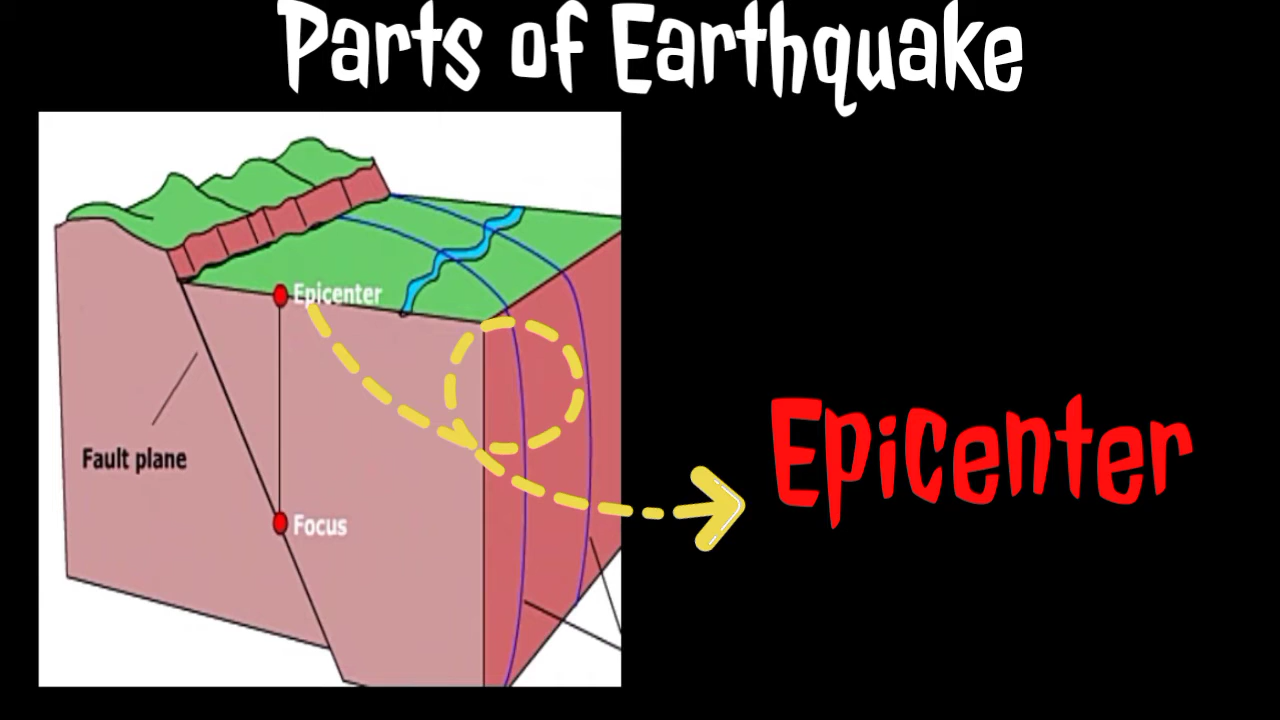 Parts of Earthquake
Epicenter
Fault plane
Epicenter
Focus